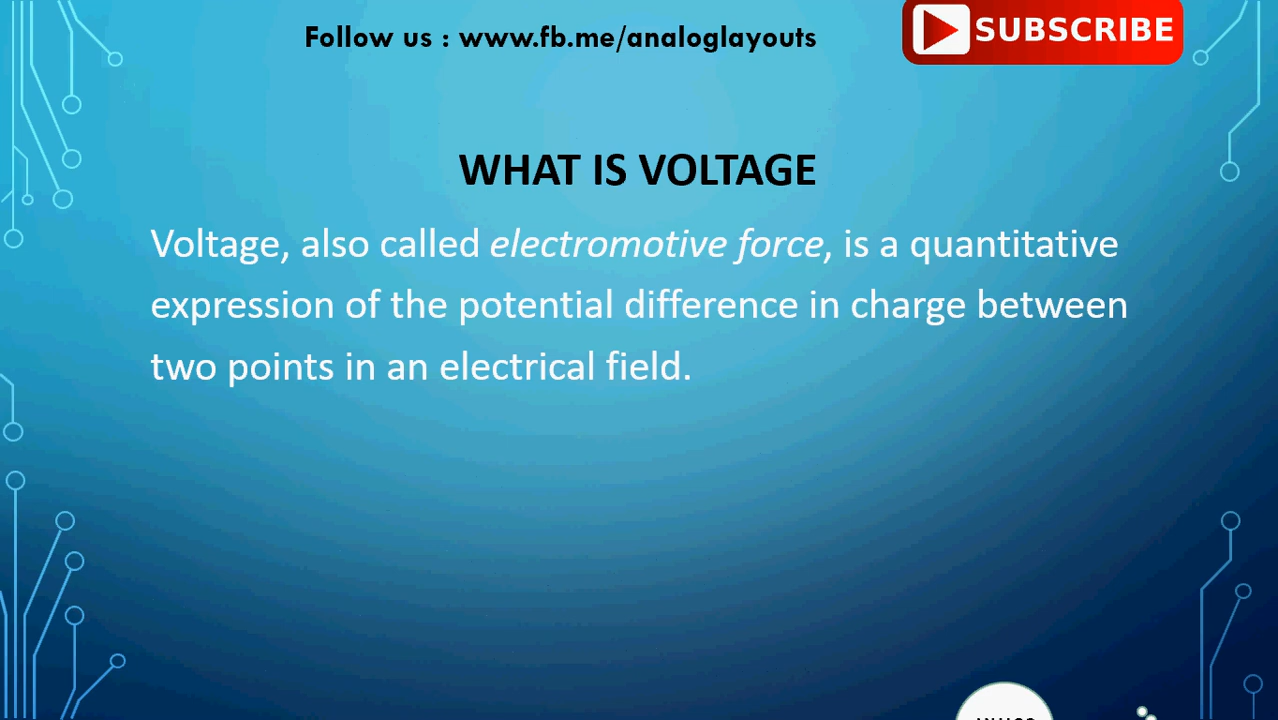 Follow us : www.fb.me/analoglayouts
SUBSCRIBE
WHAT IS VOLTAGE
Voltage, also called electromotive force, is a quantitative
expression of the potential difference in charge between
two points in an electrical field.